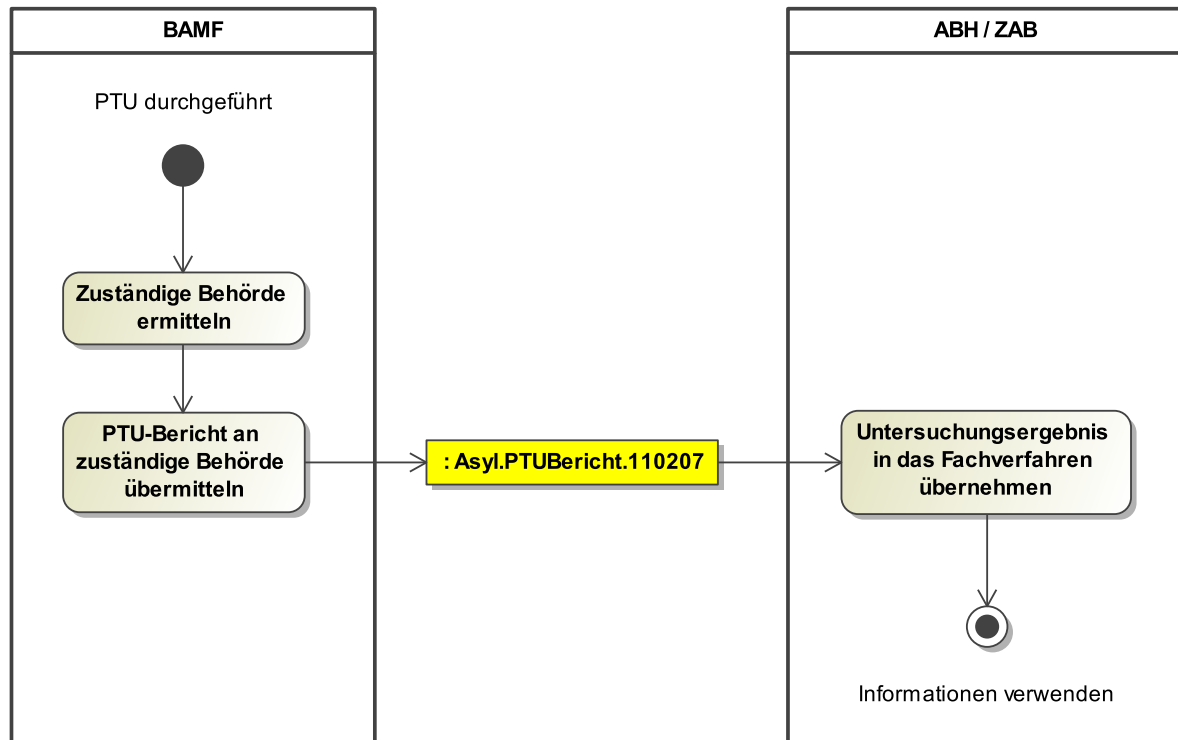 BAMF
PTU durchgeführt
Zuständige Behörde
ermitteln
PTU-Bericht an
zuständige Behörde
übermitteln
: Asyl.PTUBericht.110207
ABH / ZAB
Untersuchungsergebnis
in das Fachverfahren
übernehmen
Informationen verwenden